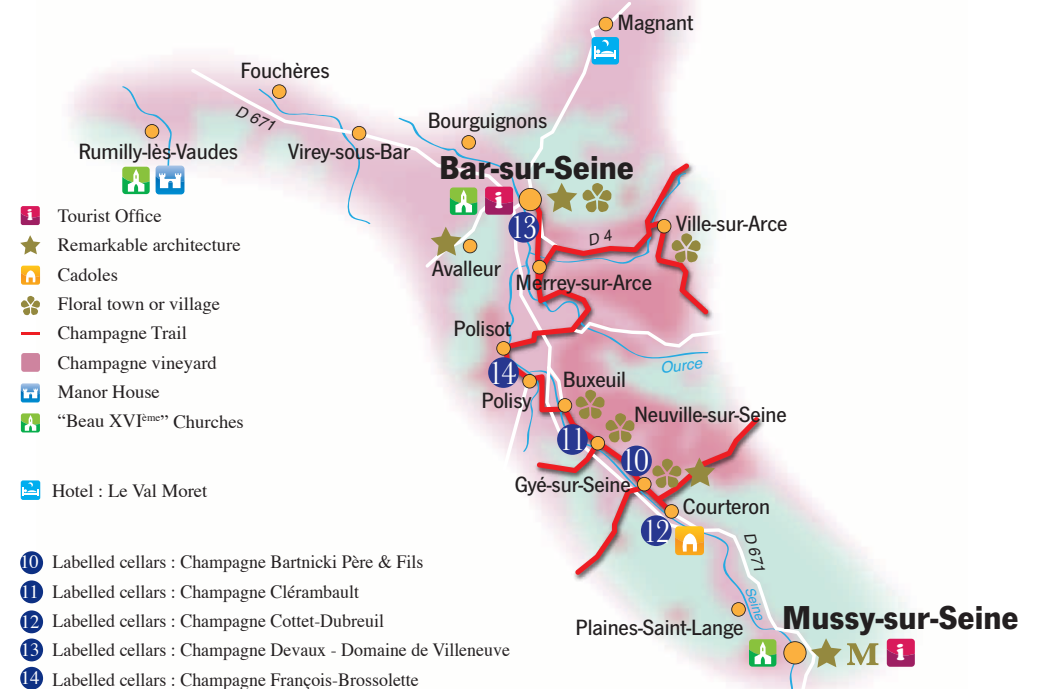 Magnant
Fouchères
D 671
Bourguignons
Rumilly-lès-Vaudes
Virey-sous-Bar
Bar-sur-Seine
i
i Tourist Office
13
Ville-sur-Arce
D 4
Remarkable architecture
Avalleur
Cadoles
Merrey-sur-Arce
Floral town or village
Polisot
Champagne Trail
Champagne vineyard
Ource
14
Buxeuil
Manor House
Polisy
Neuville-sur-Seine
"Beau XVIème" Churches
11
10
Gyé-sur-Seine
Hotel : Le Val Moret
Courteron
12
D 671
10 Labelled cellars : Champagne Bartnicki Père & Fils
11 Labelled cellars : Champagne Clérambault
Seine
12 Labelled cellars : Champagne Cottet-Dubreuil
Plaines-Saint-Lange
Mussy-sur-Seine
13 Labelled cellars : Champagne Devaux - Domaine de Villeneuve
M i
14 Labelled cellars : Champagne François-Brossolette